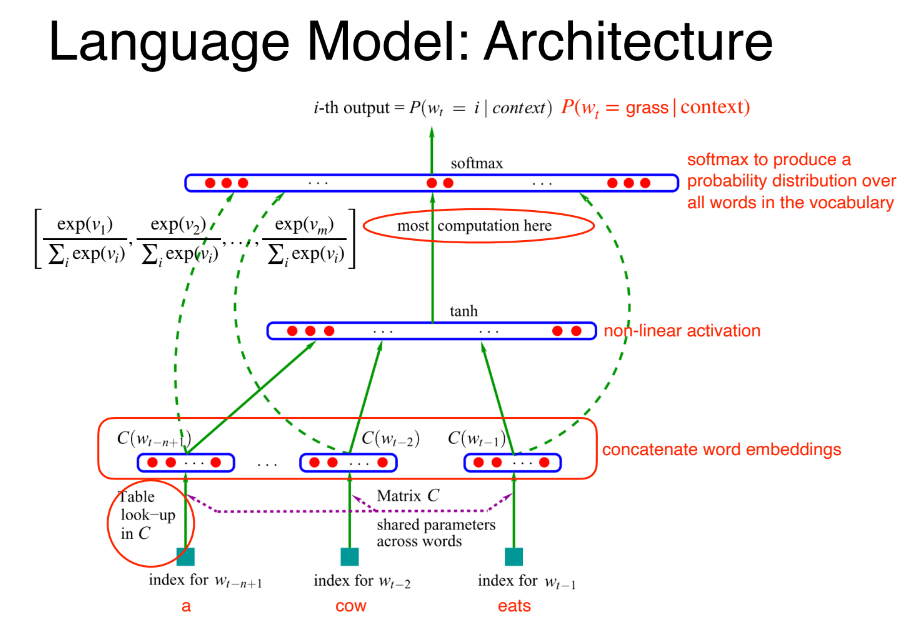 Language Model: Architecture
i-th output = P(w_t = i | context) P(w_t = grass | context)
softmax
softmax to produce a
probability distribution over
all words in the vocabulary
. . .
. . .
[ exp(v_1) / ∑_i exp(v_i) , exp(v_2) / ∑_i exp(v_i) , . . . , exp(v_m) / ∑_i exp(v_i) ]
most computation here
tanh
. . .
. . .
non-linear activation
C(w_{t−n+1}) C(w_{t−2}) C(w_{t−1})
. . . . . . . . . . . .
concatenate word embeddings
Table
look−up
in C
Matrix C
shared parameters
across words
index for w_{t−n+1} index for w_{t−2} index for w_{t−1}
a cow eats